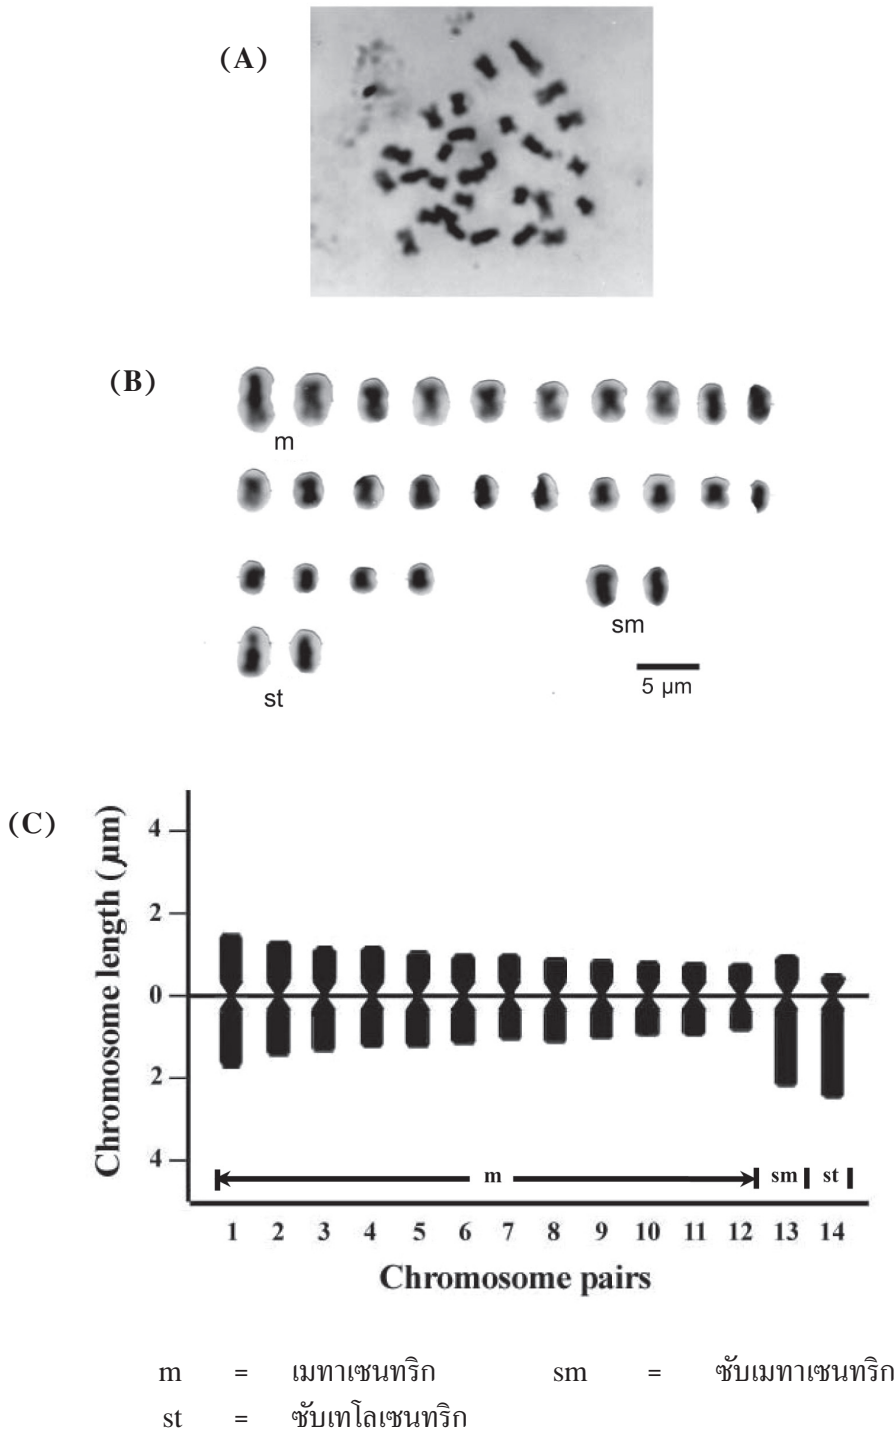 (A)
(B)
m
sm
st
5 µm
(C)
Chromosome length (µm)
4
2
0
2
4
m sm st
1 2 3 4 5 6 7 8 9 10 11 12 13 14
Chromosome pairs
m = เมทาเซนทริก sm = ซับเมทาเซนทริก
st = ซับเทโลเซนทริก